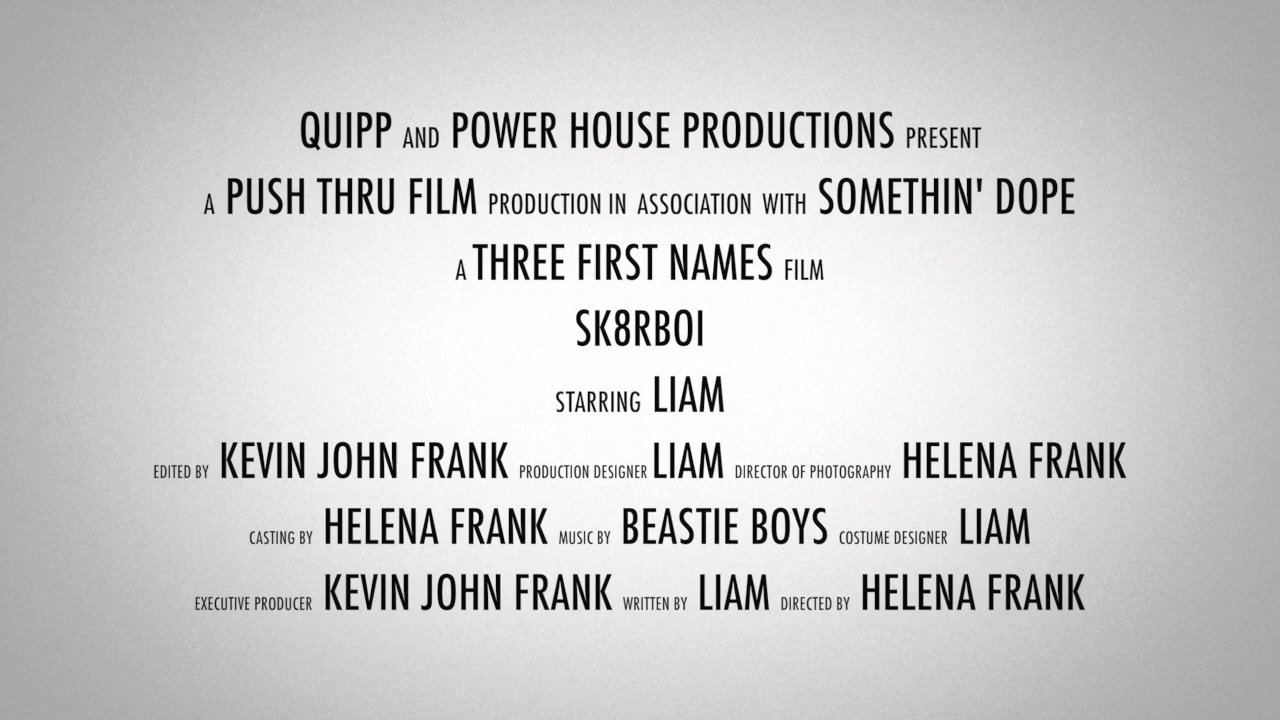 QUIPP AND POWER HOUSE PRODUCTIONS PRESENT
A PUSH THRU FILM PRODUCTION IN ASSOCIATION WITH SOMETHIN' DOPE
A THREE FIRST NAMES FILM
SK8RBOI
STARRING LIAM
EDITED BY KEVIN JOHN FRANK PRODUCTION DESIGNER LIAM DIRECTOR OF PHOTOGRAPHY HELENA FRANK
CASTING BY HELENA FRANK MUSIC BY BEASTIE BOYS COSTUME DESIGNER LIAM
EXECUTIVE PRODUCER KEVIN JOHN FRANK WRITTEN BY LIAM DIRECTED BY HELENA FRANK